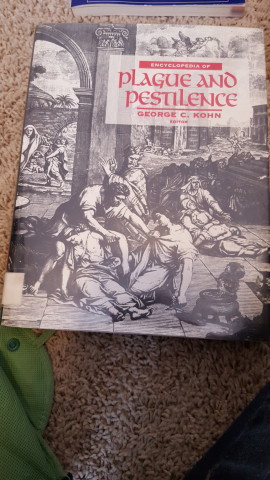 ENCYCLOPEDIA OF
PLAGUE AND
PESTILENCE
GEORGE C. KOHN
EDITOR